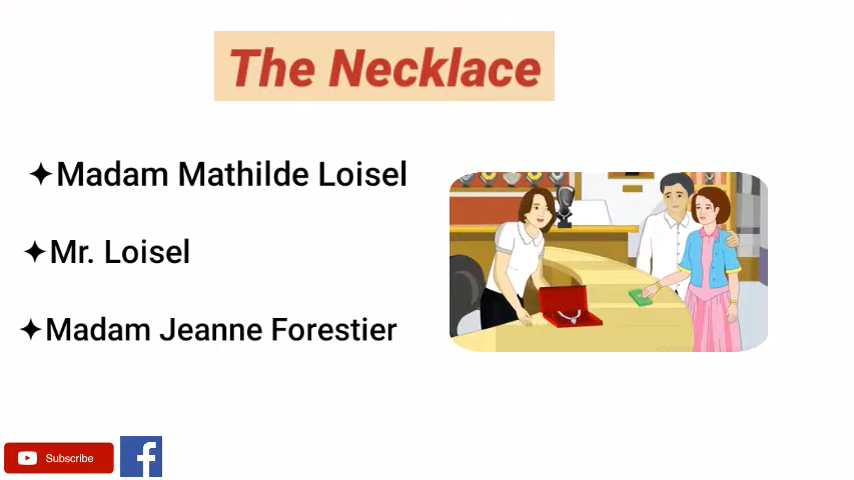 The Necklace
✦Madam Mathilde Loisel
✦Mr. Loisel
✦Madam Jeanne Forestier
Subscribe
f